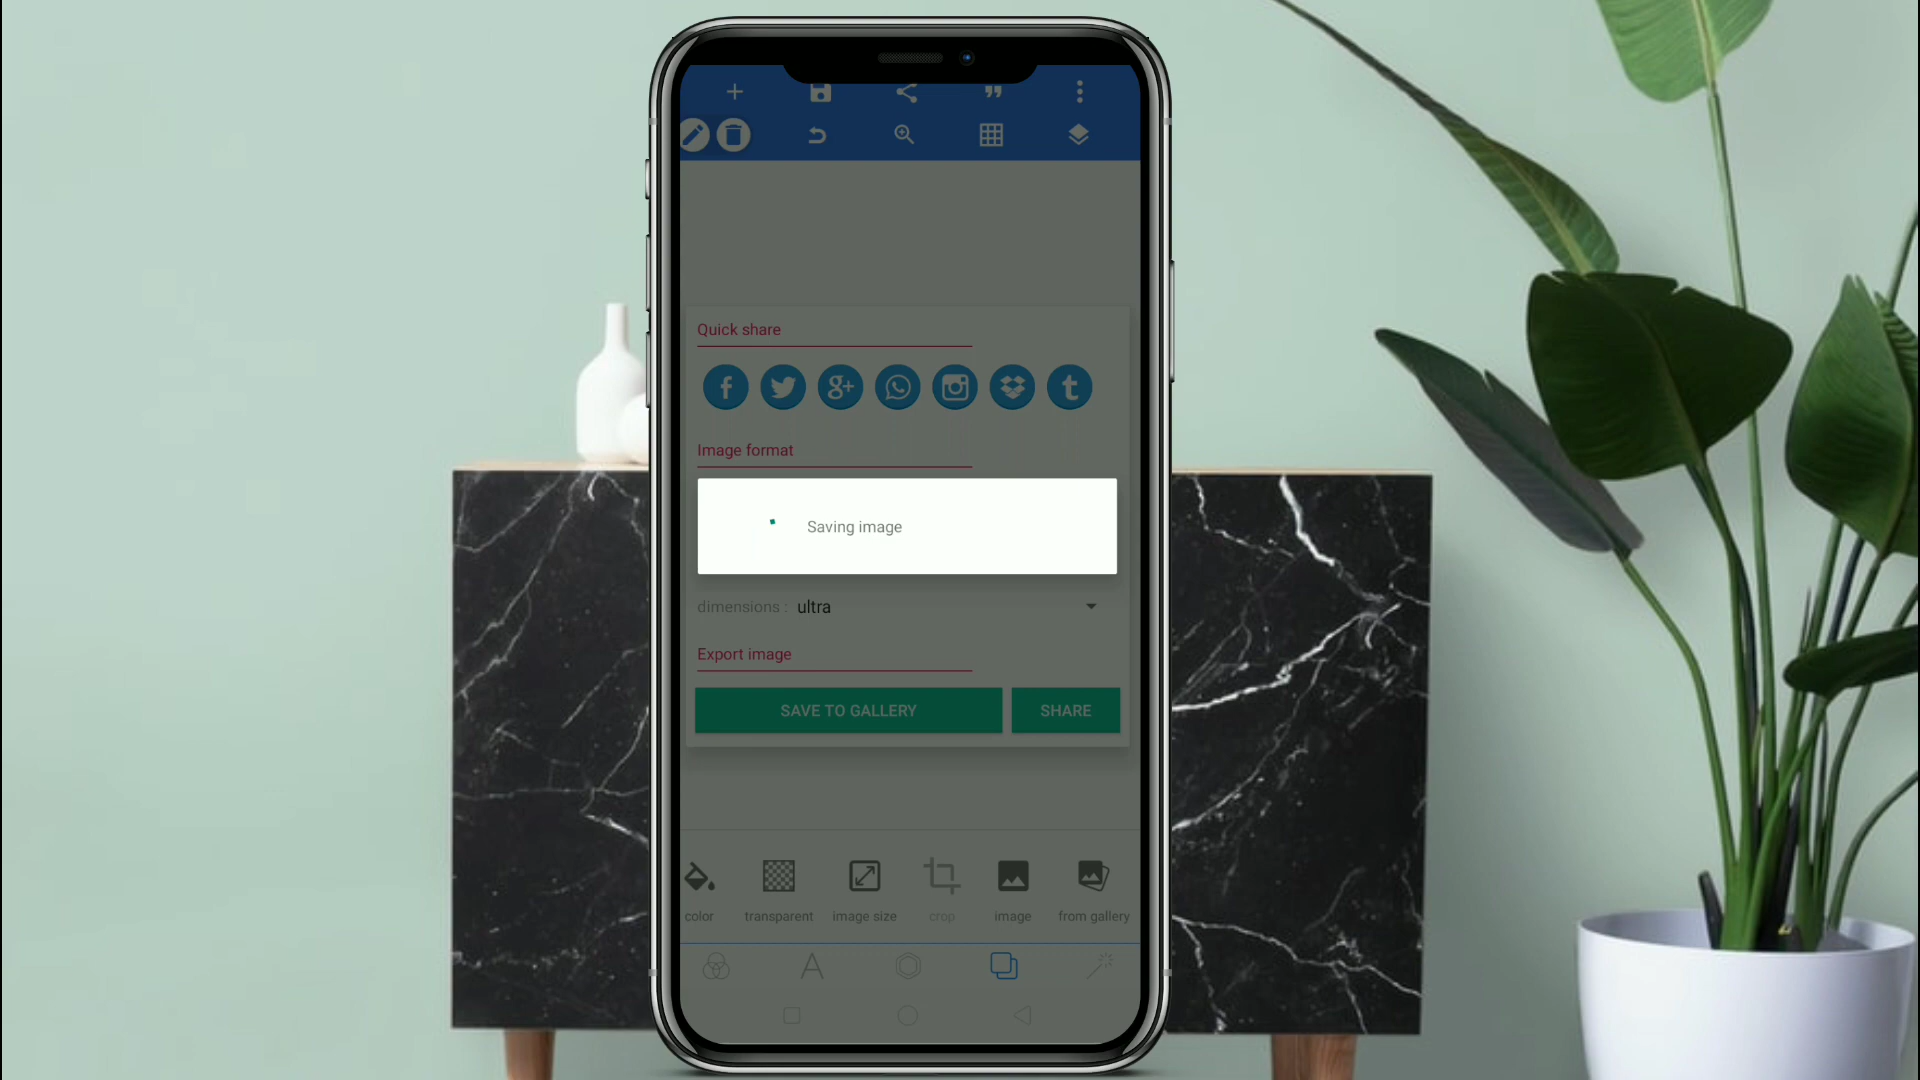 Quick share
Image format
Saving image
dimensions : ultra
Export image
SAVE TO GALLERY SHARE
color transparent image size crop image from gallery